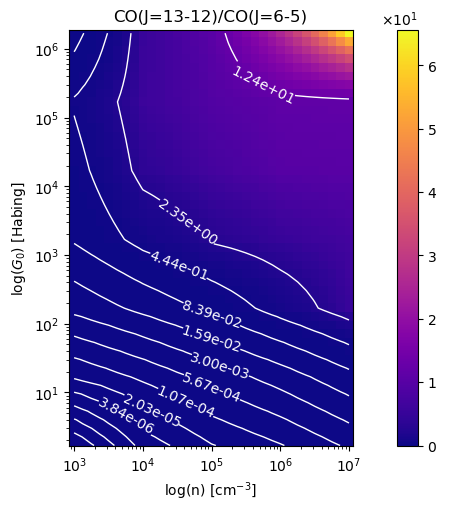 CO(J=13-12)/CO(J=6-5)
×10¹
log(G₀) [Habing]
10⁶
10⁵
10⁴
10³
10²
10¹
1.24e+01
2.35e+00
4.44e-01
8.39e-02
1.59e-02
3.00e-03
5.67e-04
1.07e-04
2.03e-05
3.84e-06
10³ 10⁴ 10⁵ 10⁶ 10⁷
log(n) [cm⁻³]
6
5
4
3
2
1
0